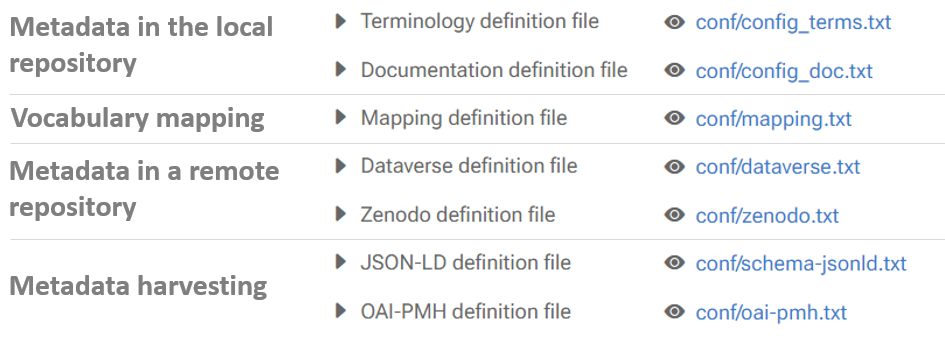 Metadata in the local
repository
Terminology definition file conf/config_terms.txt
Documentation definition file conf/config_doc.txt
Vocabulary mapping
Mapping definition file conf/mapping.txt
Metadata in a remote
repository
Dataverse definition file conf/dataverse.txt
Zenodo definition file conf/zenodo.txt
Metadata harvesting
JSON-LD definition file conf/schema-jsonld.txt
OAI-PMH definition file conf/oai-pmh.txt